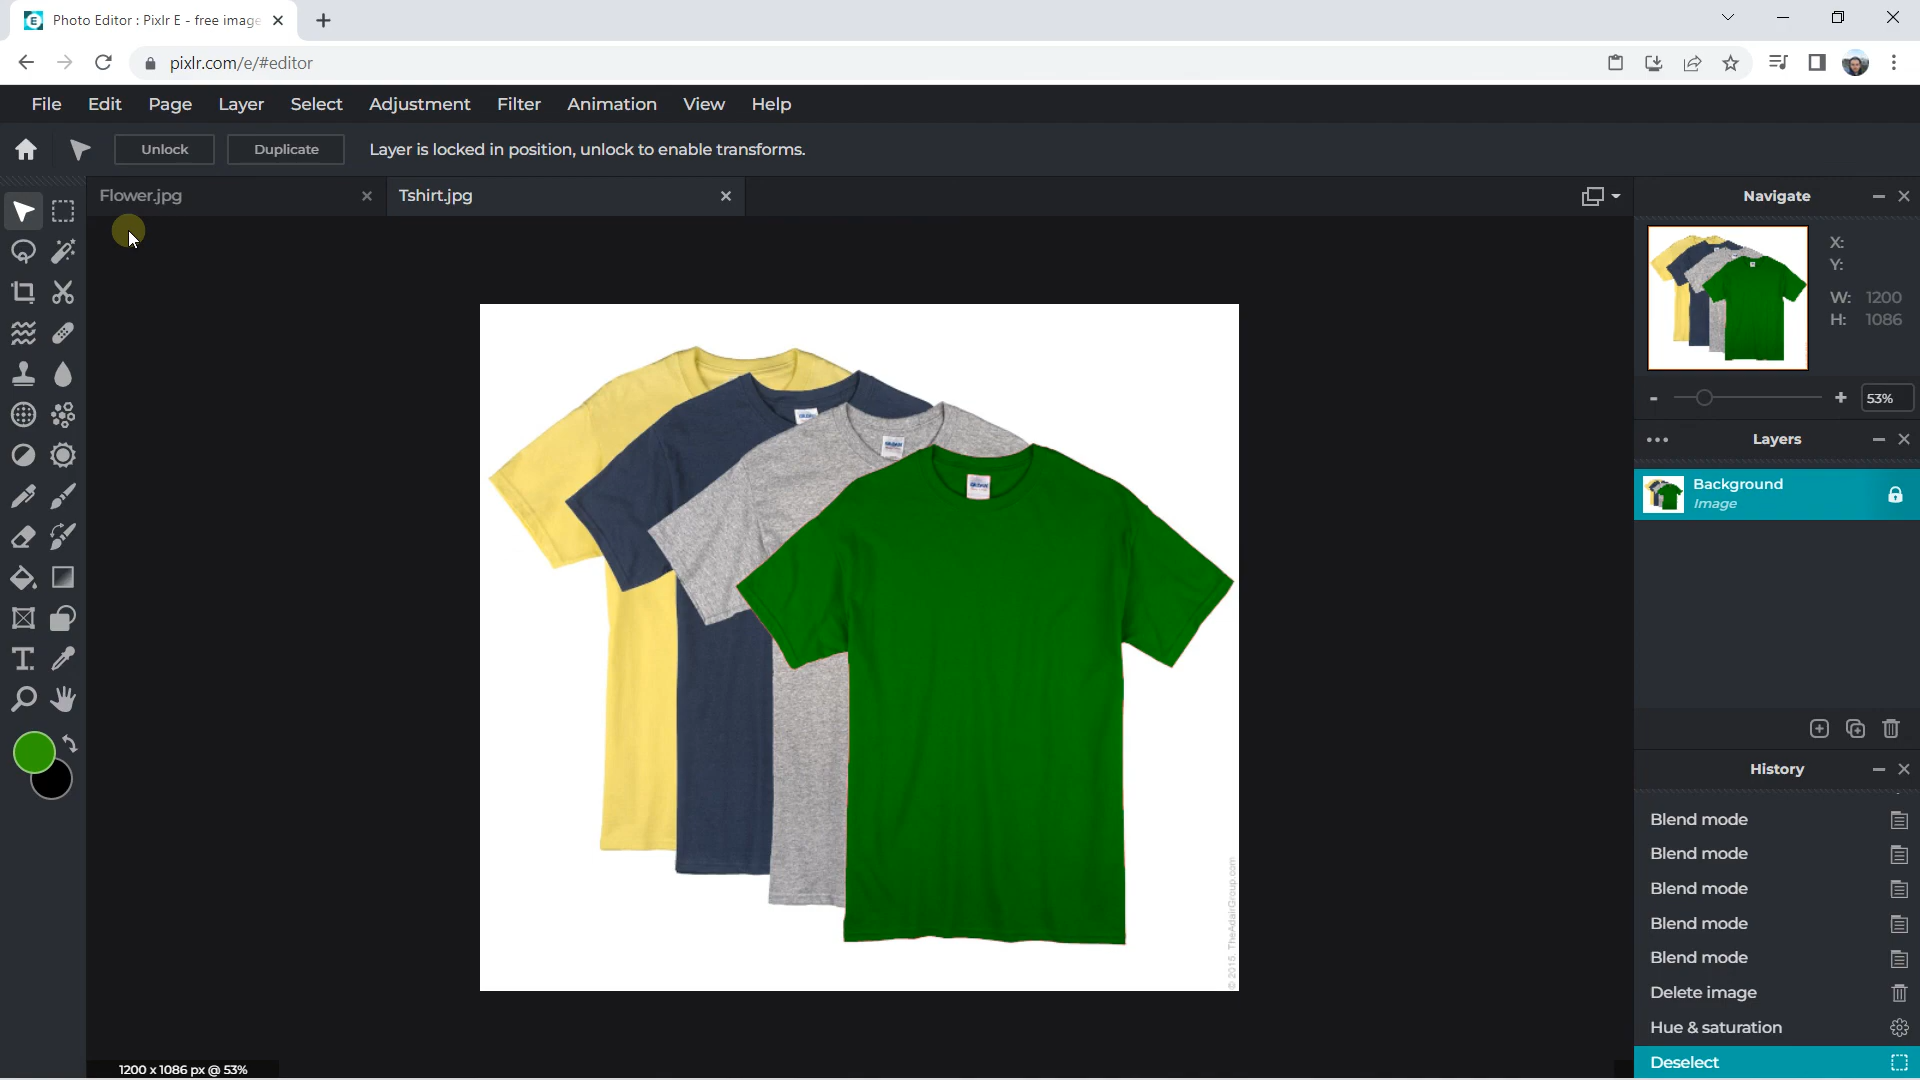 Photo Editor : Pixlr E - free image
pixlr.com/e/#editor
File Edit Page Layer Select Adjustment Filter Animation View Help
Unlock Duplicate Layer is locked in position, unlock to enable transforms.
Flower.jpg Tshirt.jpg
Navigate
X:
Y:
W: 1200
H: 1086
- + 53%
Layers
Background
Image
History
Blend mode
Blend mode
Blend mode
Blend mode
Blend mode
Delete image
Hue & saturation
Deselect
© 2015, TheAdairGroup.com
1200 x 1086 px @ 53%